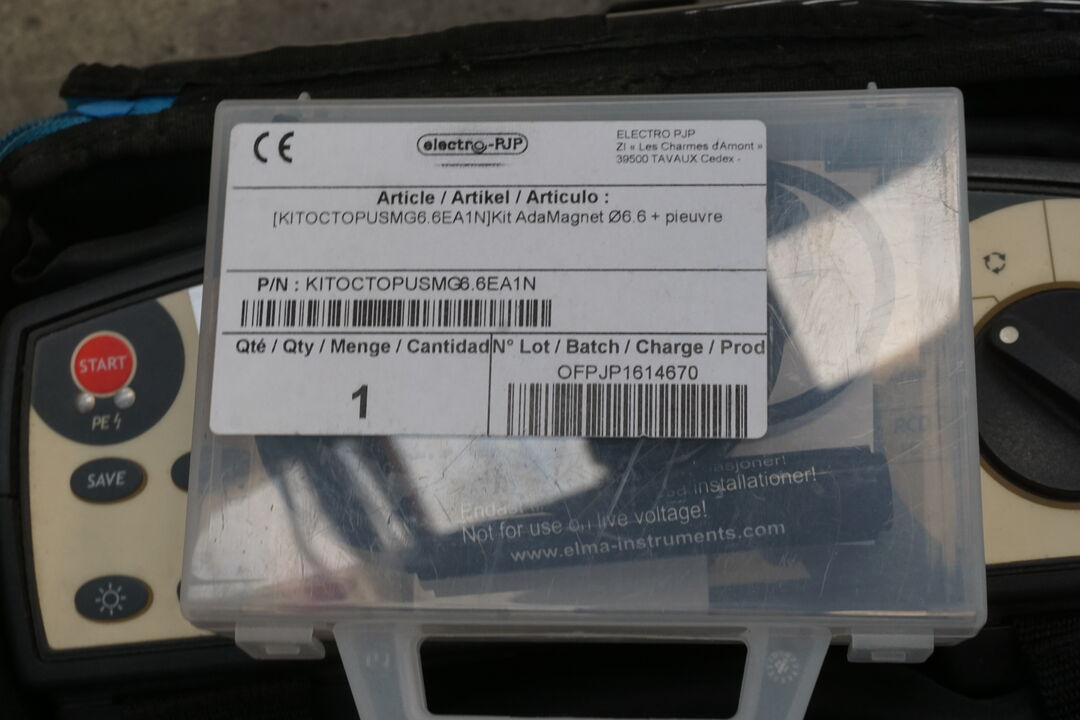 CE
electro-PJP
ELECTRO PJP
ZI « Les Charmes d'Amont »
39500 TAVAUX Cedex -
Article / Artikel / Articulo :
[KITOCTOPUSMG6.6EA1N]Kit AdaMagnet Ø6.6 + pieuvre
P/N : KITOCTOPUSMG6.6EA1N
Qté / Qty / Menge / Cantidad
1
N° Lot / Batch / Charge / Prod
OFPJP1614670
START
PE
SAVE
RCD
installationer!
Not for use on live voltage!
www.elma-instruments.com